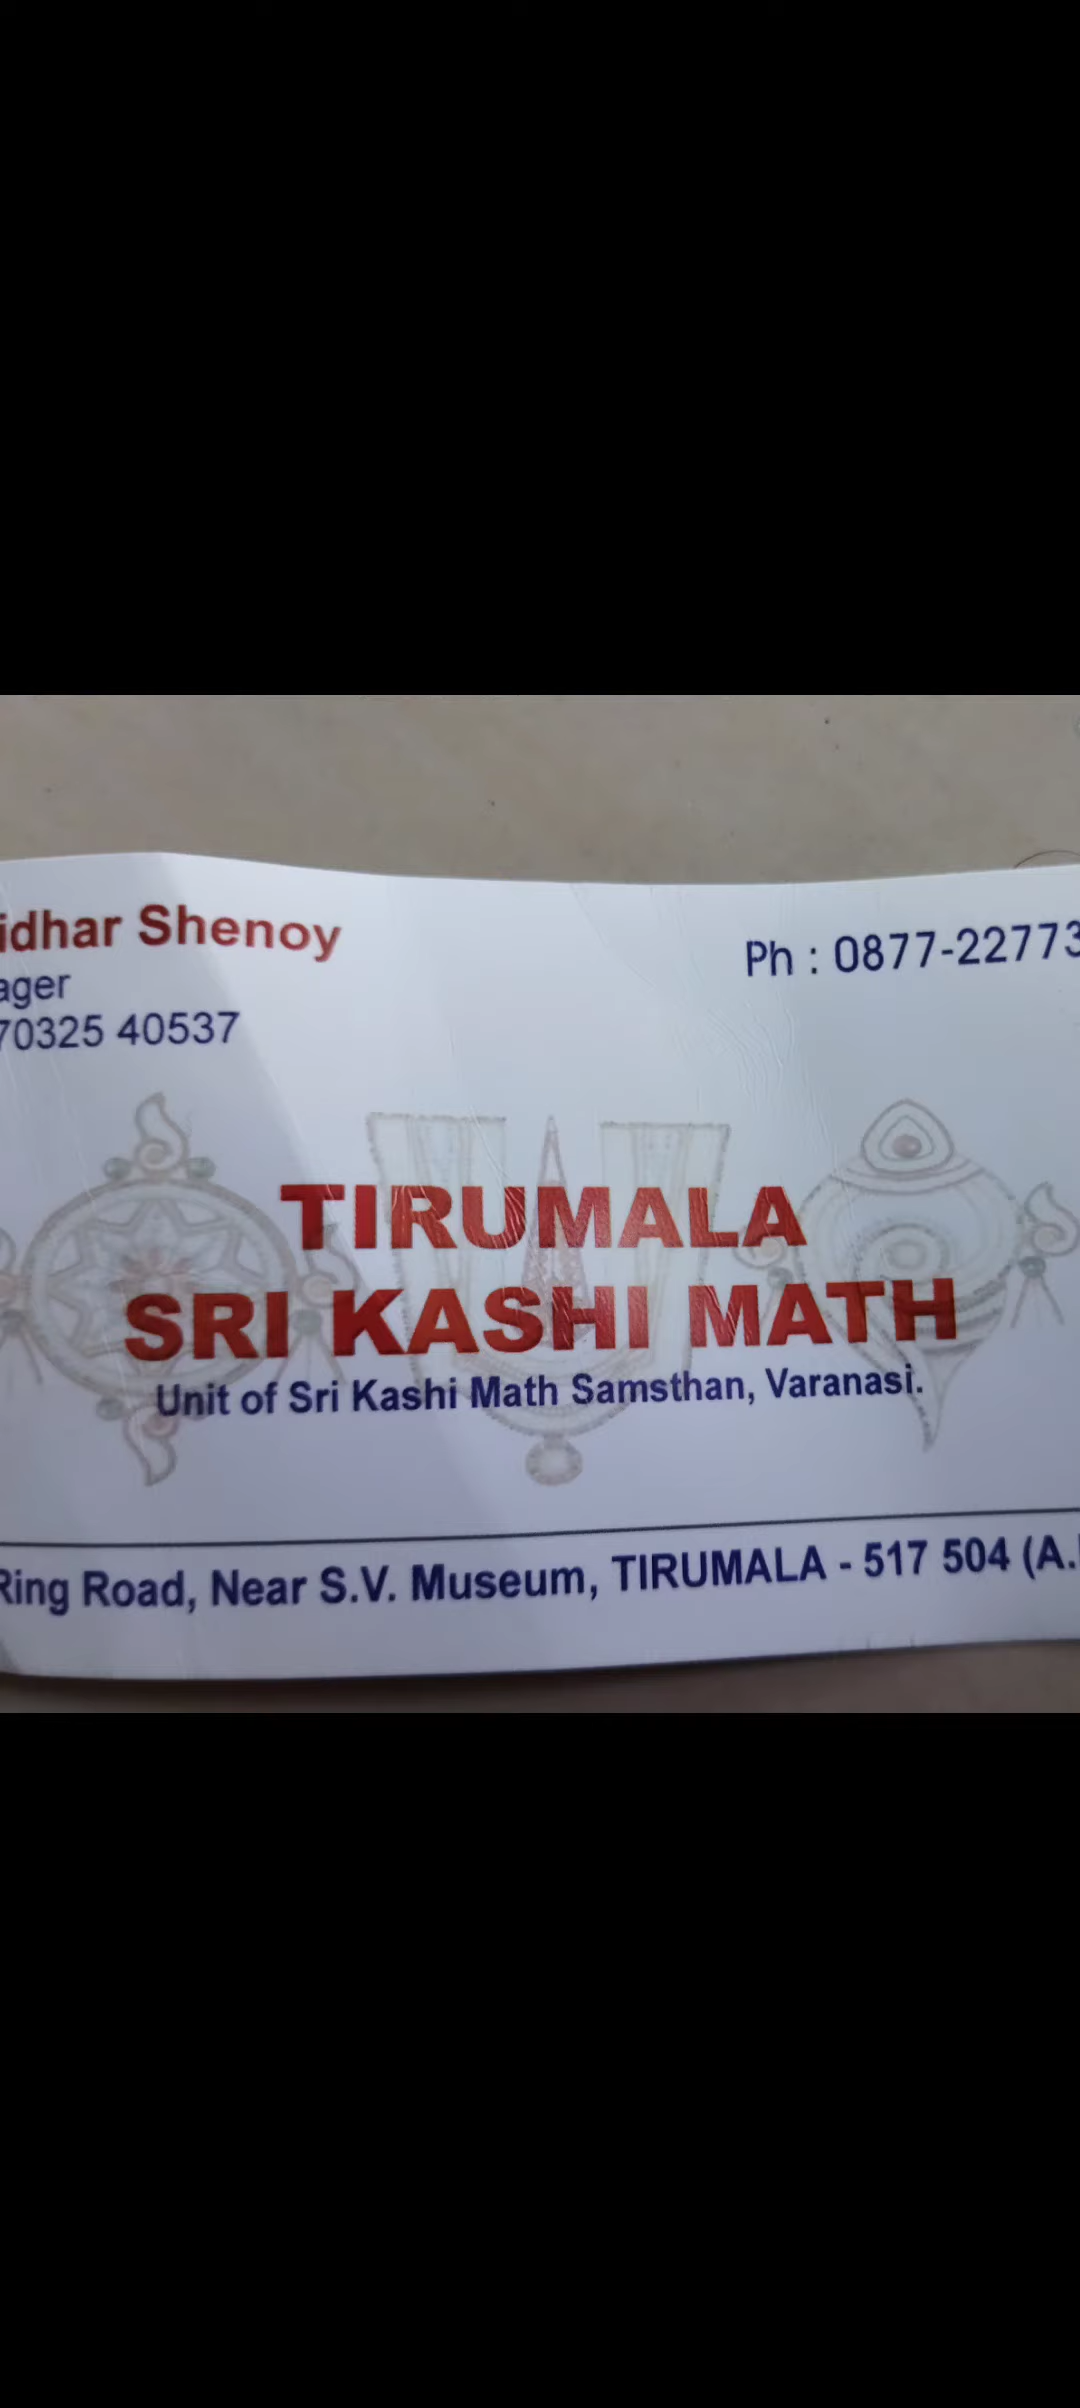 idhar Shenoy
ager
70325 40537
Ph : 0877-22773
TIRUMALA
SRI KASHI MATH
Unit of Sri Kashi Math Samsthan, Varanasi.
Ring Road, Near S.V. Museum, TIRUMALA - 517 504 (A.